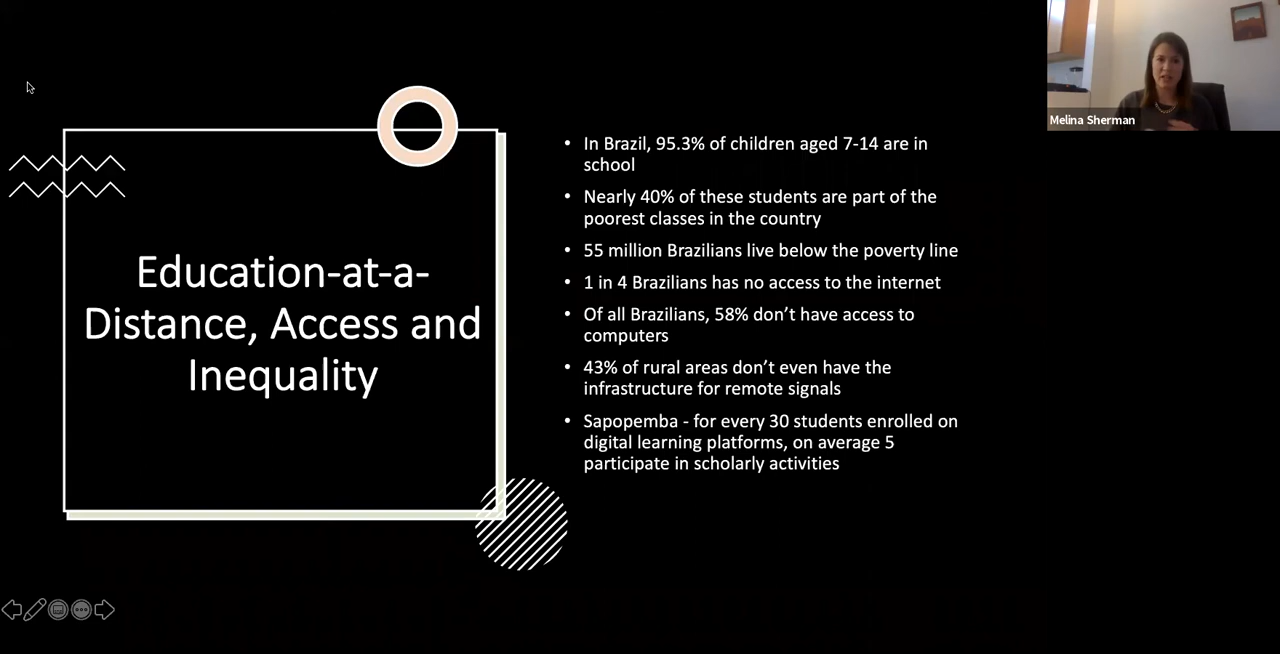 Melina Sherman
Education-at-a-
Distance, Access and
Inequality
• In Brazil, 95.3% of children aged 7-14 are in
school
• Nearly 40% of these students are part of the
poorest classes in the country
• 55 million Brazilians live below the poverty line
• 1 in 4 Brazilians has no access to the internet
• Of all Brazilians, 58% don’t have access to
computers
• 43% of rural areas don’t even have the
infrastructure for remote signals
• Sapopemba - for every 30 students enrolled on
digital learning platforms, on average 5
participate in scholarly activities